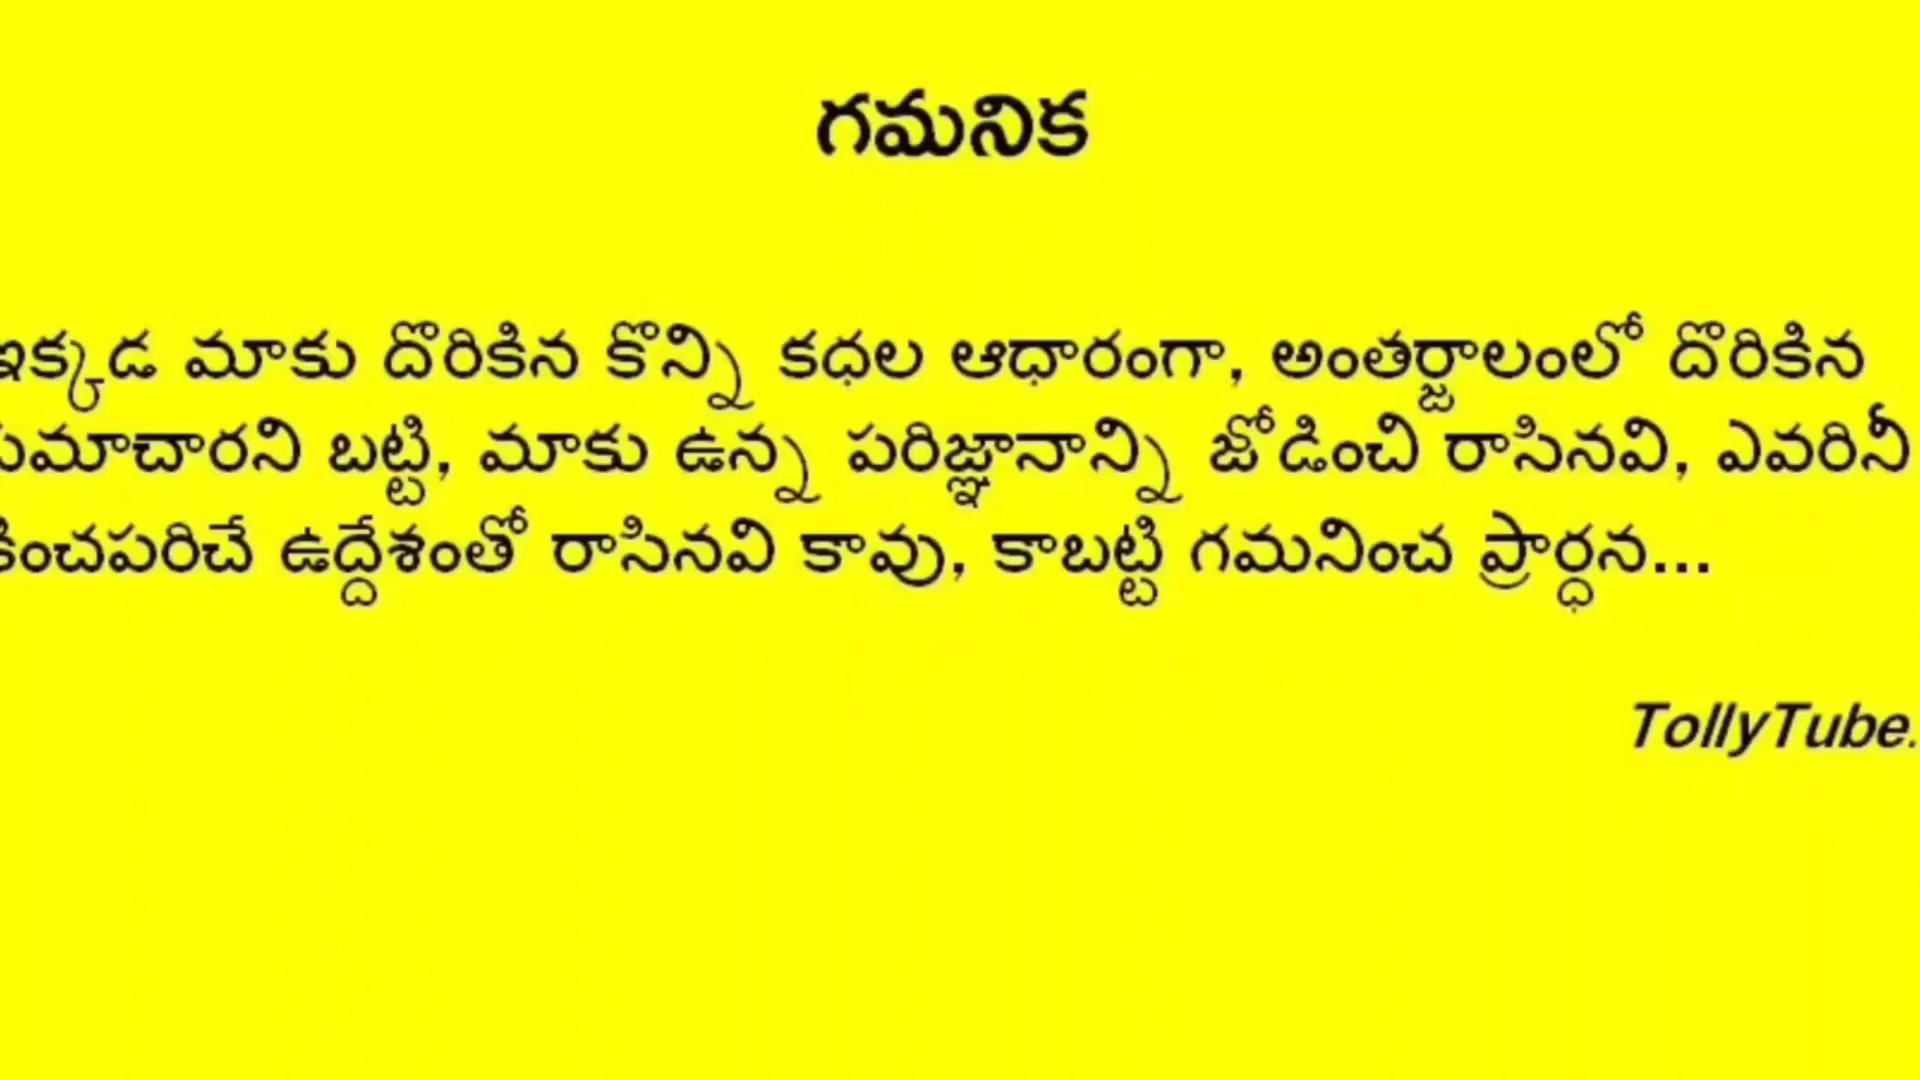 గమనిక
ఇక్కడ మాకు దొరికిన కొన్ని కధల ఆధారంగా, అంతర్జాలంలో దొరికిన
సమాచారని బట్టి, మాకు ఉన్న పరిజ్ఞానాన్ని జోడించి రాసినవి, ఎవరినీ
కించపరిచే ఉద్దేశంతో రాసినవి కావు, కాబట్టి గమనించ ప్రార్ధన...
TollyTube.